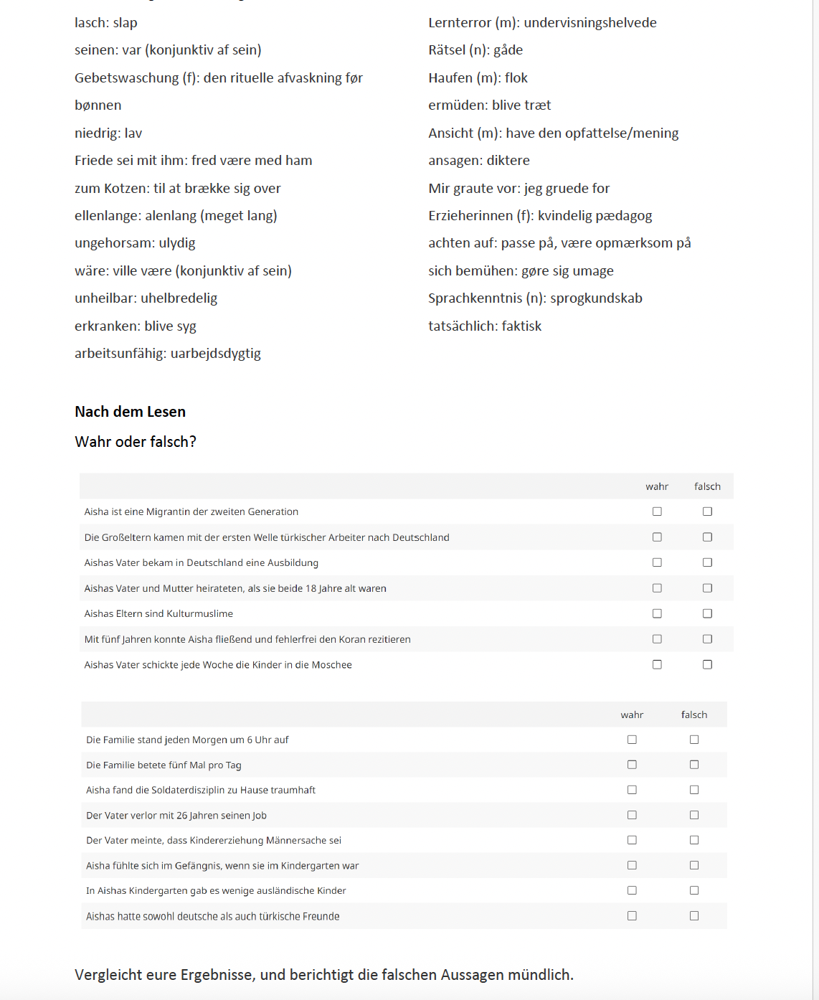 lasch: slap
seinen: var (konjunktiv af sein)
Gebetswaschung (f): den rituelle afvaskning før
bønnen
niedrig: lav
Friede sei mit ihm: fred være med ham
zum Kotzen: til at brække sig over
ellenlange: alenlang (meget lang)
ungehorsam: ulydig
wäre: ville være (konjunktiv af sein)
unheilbar: uhelbredelig
erkranken: blive syg
arbeitsunfähig: uarbejdsdygtig
Lernterror (m): undervisningshelvede
Rätsel (n): gåde
Haufen (m): flok
ermüden: blive træt
Ansicht (m): have den opfattelse/mening
ansagen: diktere
Mir graute vor: jeg gruede for
Erzieherinnen (f): kvindelig pædagog
achten auf: passe på, være opmærksom på
sich bemühen: gøre sig umage
Sprachkenntnis (n): sprogkundskab
tatsächlich: faktisk
Nach dem Lesen
Wahr oder falsch?
wahr falsch
Aisha ist eine Migrantin der zweiten Generation
Die Großeltern kamen mit der ersten Welle türkischer Arbeiter nach Deutschland
Aishas Vater bekam in Deutschland eine Ausbildung
Aishas Vater und Mutter heirateten, als sie beide 18 Jahre alt waren
Aishas Eltern sind Kulturmuslime
Mit fünf Jahren konnte Aisha fließend und fehlerfrei den Koran rezitieren
Aishas Vater schickte jede Woche die Kinder in die Moschee
wahr falsch
Die Familie stand jeden Morgen um 6 Uhr auf
Die Familie betete fünf Mal pro Tag
Aisha fand die Soldaterdisziplin zu Hause traumhaft
Der Vater verlor mit 26 Jahren seinen Job
Der Vater meinte, dass Kindererziehung Männersache sei
Aisha fühlte sich im Gefängnis, wenn sie im Kindergarten war
In Aishas Kindergarten gab es wenige ausländische Kinder
Aishas hatte sowohl deutsche als auch türkische Freunde
Vergleicht eure Ergebnisse, und berichtigt die falschen Aussagen mündlich.